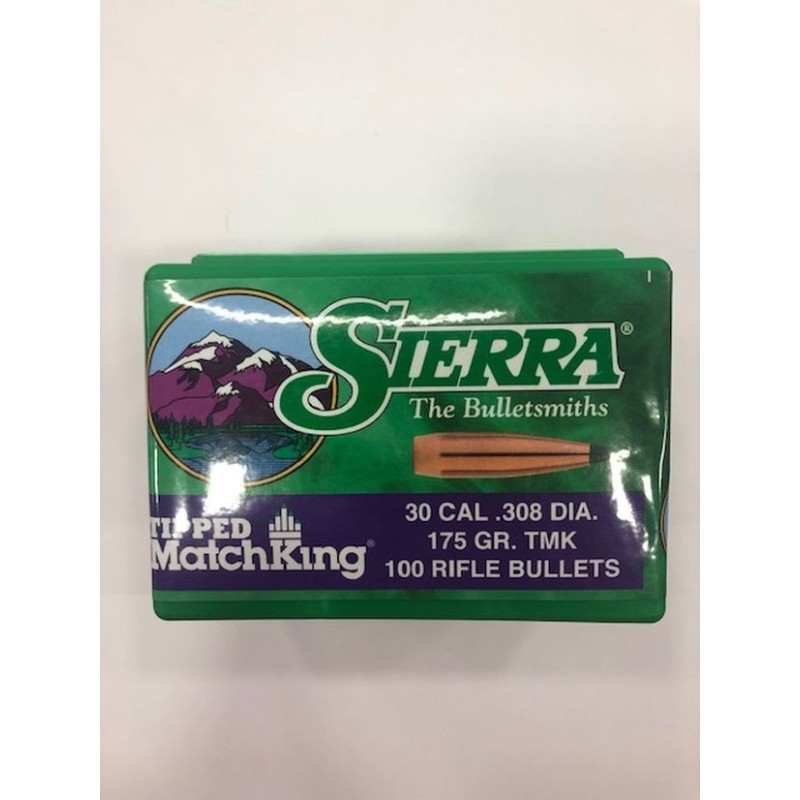 SIERRA®
The Bulletsmiths
TIPPED
MatchKing®
30 CAL .308 DIA.
175 GR. TMK
100 RIFLE BULLETS